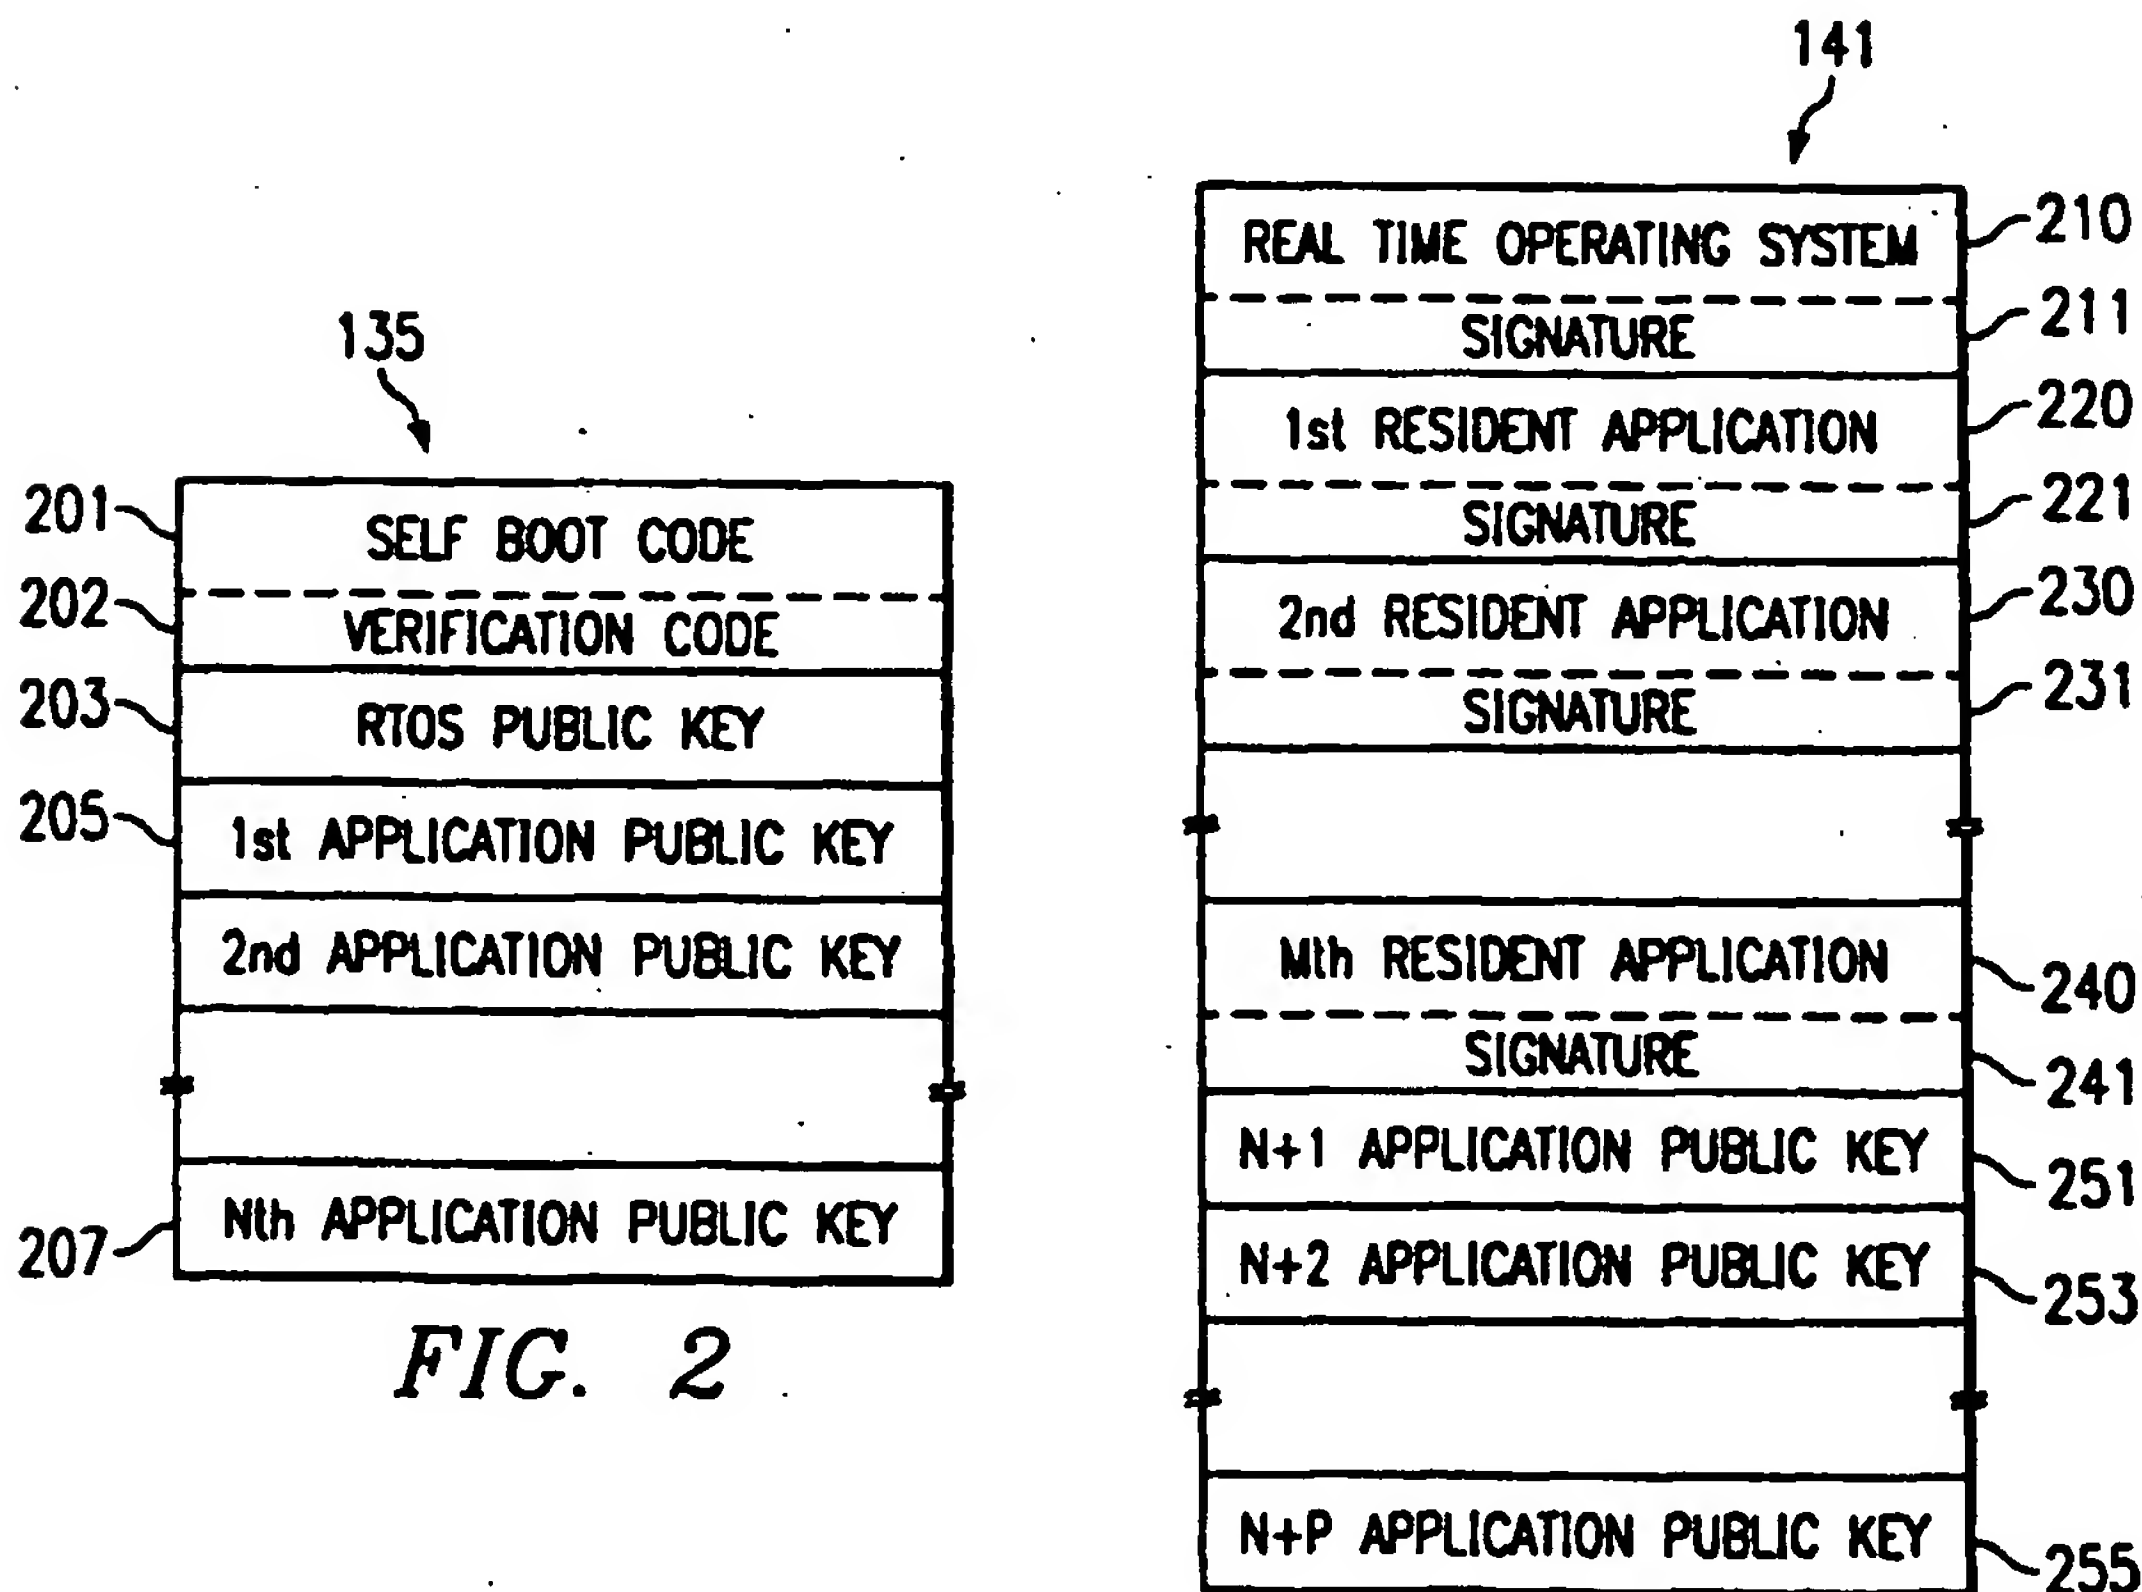 135
201
SELF BOOT CODE
202
VERIFICATION CODE
203
RTOS PUBLIC KEY
205
1st APPLICATION PUBLIC KEY
2nd APPLICATION PUBLIC KEY
207
Nth APPLICATION PUBLIC KEY
FIG. 2
141
REAL TIME OPERATING SYSTEM
210
SIGNATURE
211
1st RESIDENT APPLICATION
220
SIGNATURE
221
2nd RESIDENT APPLICATION
230
SIGNATURE
231
Mth RESIDENT APPLICATION
240
SIGNATURE
241
N+1 APPLICATION PUBLIC KEY
251
N+2 APPLICATION PUBLIC KEY
253
N+P APPLICATION PUBLIC KEY
255